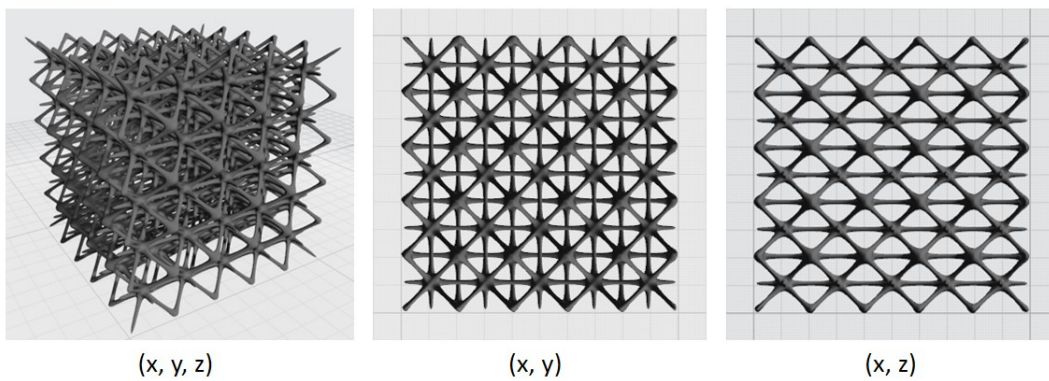 (x, y, z)
(x, y)
(x, z)